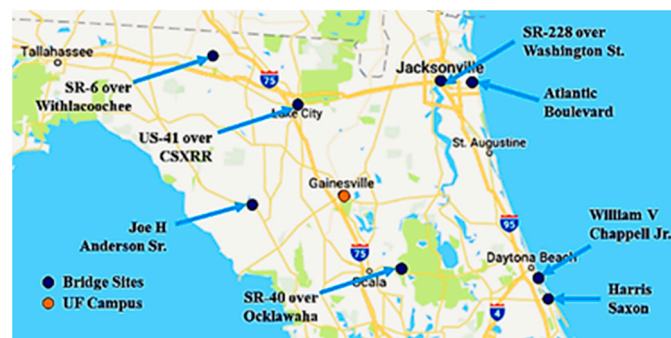 Tallahassee
SR-6 over
Withlacoochee
75
Jacksonville
SR-228 over
Washington St.
Atlantic
Boulevard
US-41 over
CSXRR
Lake City
St. Augustine
Gainesville
Joe H
Anderson Sr.
95
William V
Chappell Jr.
75
Daytona Beach
Ocala
Bridge Sites
UF Campus
SR-40 over
Ocklawaha
4
Harris
Saxon